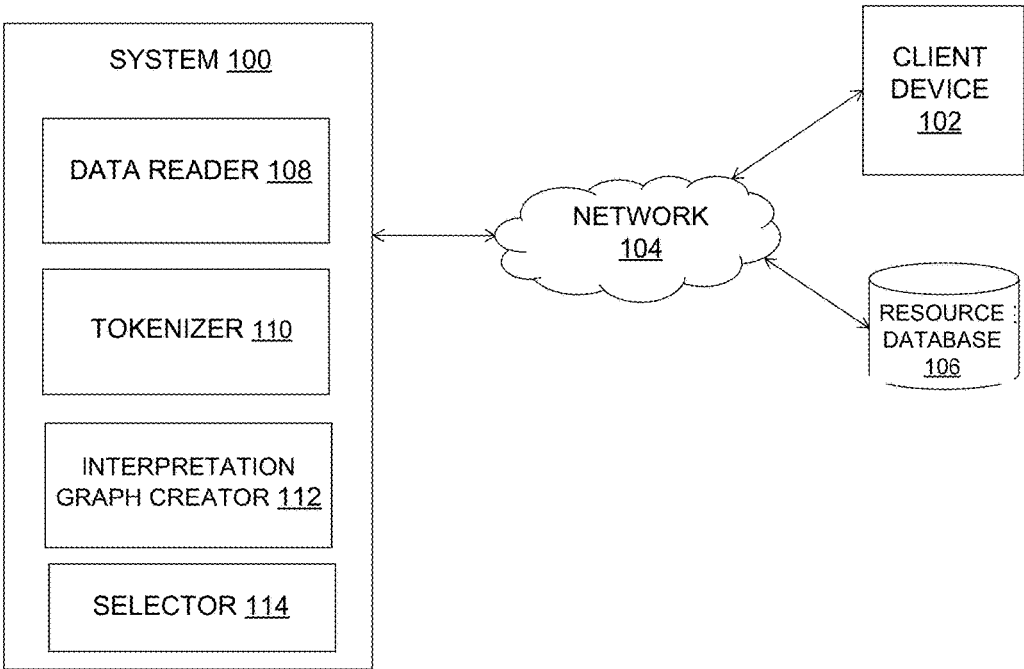 SYSTEM 100
DATA READER 108
TOKENIZER 110
INTERPRETATION
GRAPH CREATOR 112
SELECTOR 114
NETWORK
104
CLIENT
DEVICE
102
RESOURCE
DATABASE
106